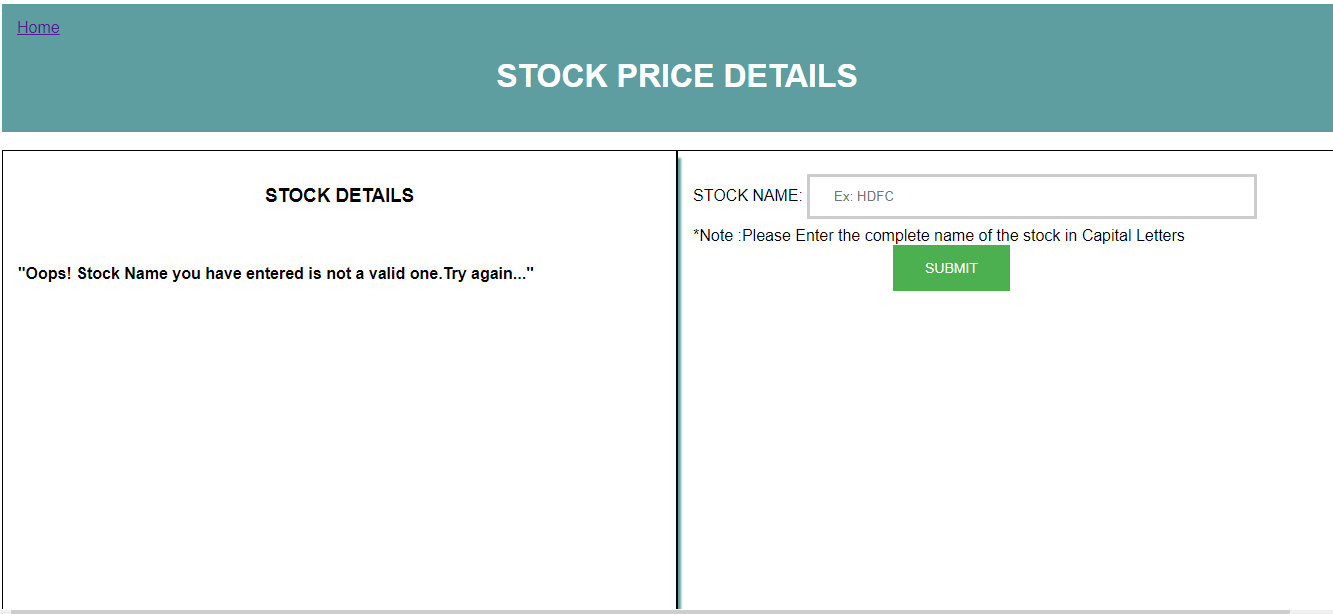 Home
STOCK PRICE DETAILS
STOCK DETAILS
"Oops! Stock Name you have entered is not a valid one.Try again..."
STOCK NAME: Ex: HDFC
*Note :Please Enter the complete name of the stock in Capital Letters
SUBMIT